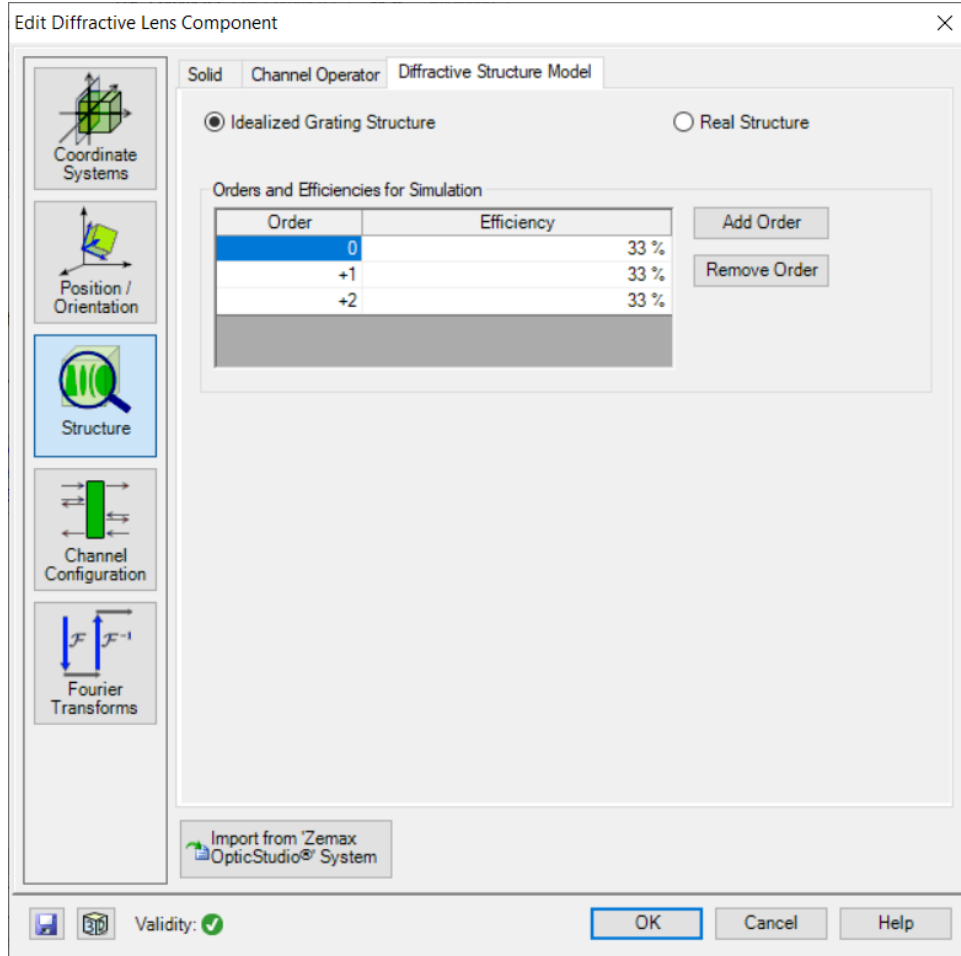 Edit Diffractive Lens Component
Coordinate
Systems
Position /
Orientation
Structure
Channel
Configuration
ℱ ℱ⁻¹
Fourier
Transforms
Solid Channel Operator Diffractive Structure Model
Idealized Grating Structure Real Structure
Orders and Efficiencies for Simulation
Order Efficiency
0 33 %
+1 33 %
+2 33 %
Add Order
Remove Order
Import from 'Zemax
OpticStudio®' System
3D Validity: OK Cancel Help